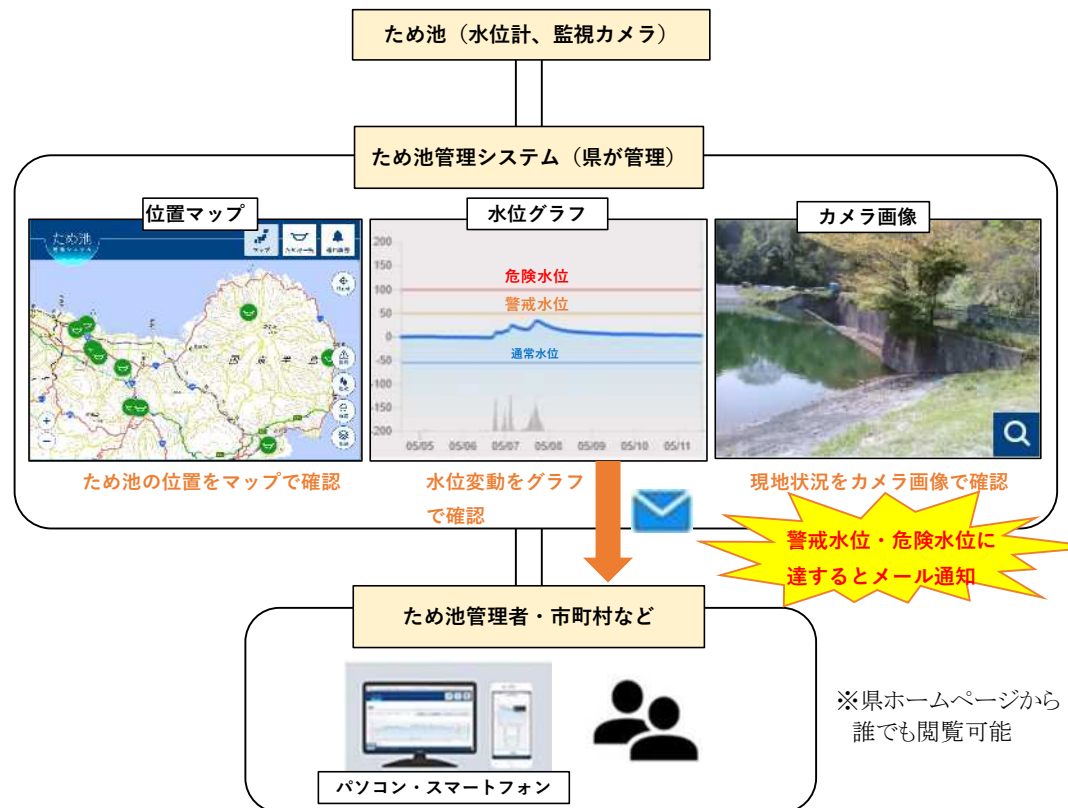 ため池（水位計、監視カメラ）
ため池管理システム（県が管理）
位置マップ
水位グラフ
カメラ画像
ため池
マップ
200
150
100
50
0
-50
-100
-150
-200
危険水位
警戒水位
通常水位
05/05 05/06 05/07 05/08 05/09 05/10 05/11
ため池の位置をマップで確認
水位変動をグラフ
で確認
現地状況をカメラ画像で確認
警戒水位・危険水位に
達するとメール通知
ため池管理者・市町村など
パソコン・スマートフォン
※県ホームページから
誰でも閲覧可能